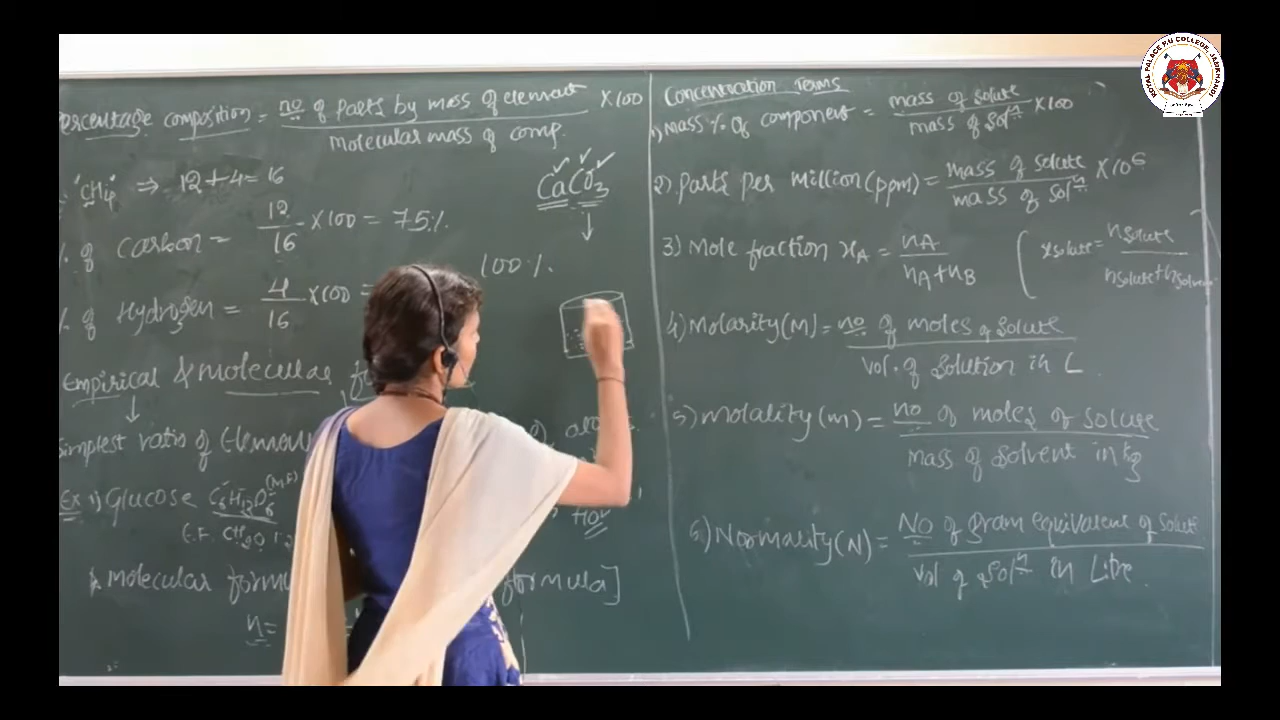 Percentage composition = no of parts by mass of element X100
molecular mass of comp.
"CH4" ⇒ 12+4=16
% of carbon = 12/16 X100 = 75%
% of Hydrogen = 4/16 X100 =
CaCO3
100%.
Empirical & molecular
Simplest ratio of
Ex 1) Glucose C6H12O6 (M.F)
E.F. CH2O
molecular formula]
n=
Concentration Terms
1) Mass % of component = mass of solute / mass of Solⁿ X100
2) Parts per million (ppm) = mass of solute / mass of Solⁿ X10⁶
3) Mole fraction xA = nA / nA+nB ( xsolute = nsolute / nsolute+nsolvent
4) Molarity (M) = no of moles of solute
vol. of Solution in L.
5) Molality (m) = no of moles of solute
mass of Solvent in kg
6) Normality (N) = No of gram equivalent of Solute
vol of Solⁿ in Litre.
ROYAL PALACE P.U COLLEGE, JAMKHANDI